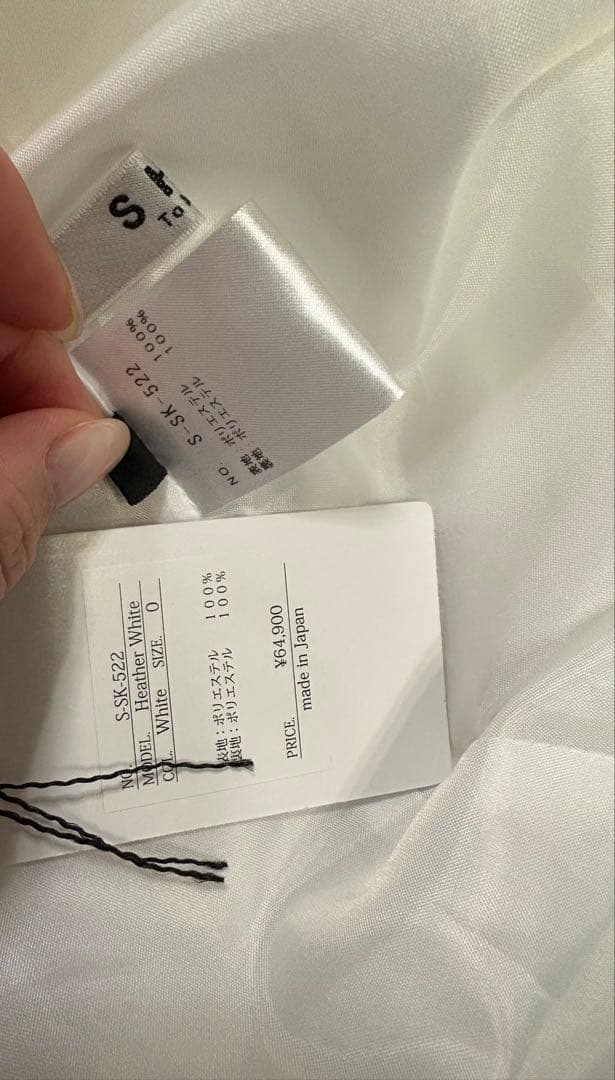 S
TO
NO. S-SK-522
表地：ポリエステル 100%
裏地：ポリエステル 100%
NO. S-SK-522
MODEL. Heather White
COL. White SIZE. 0
表地：ポリエステル 100%
裏地：ポリエステル 100%
PRICE. ¥64,900
made in Japan